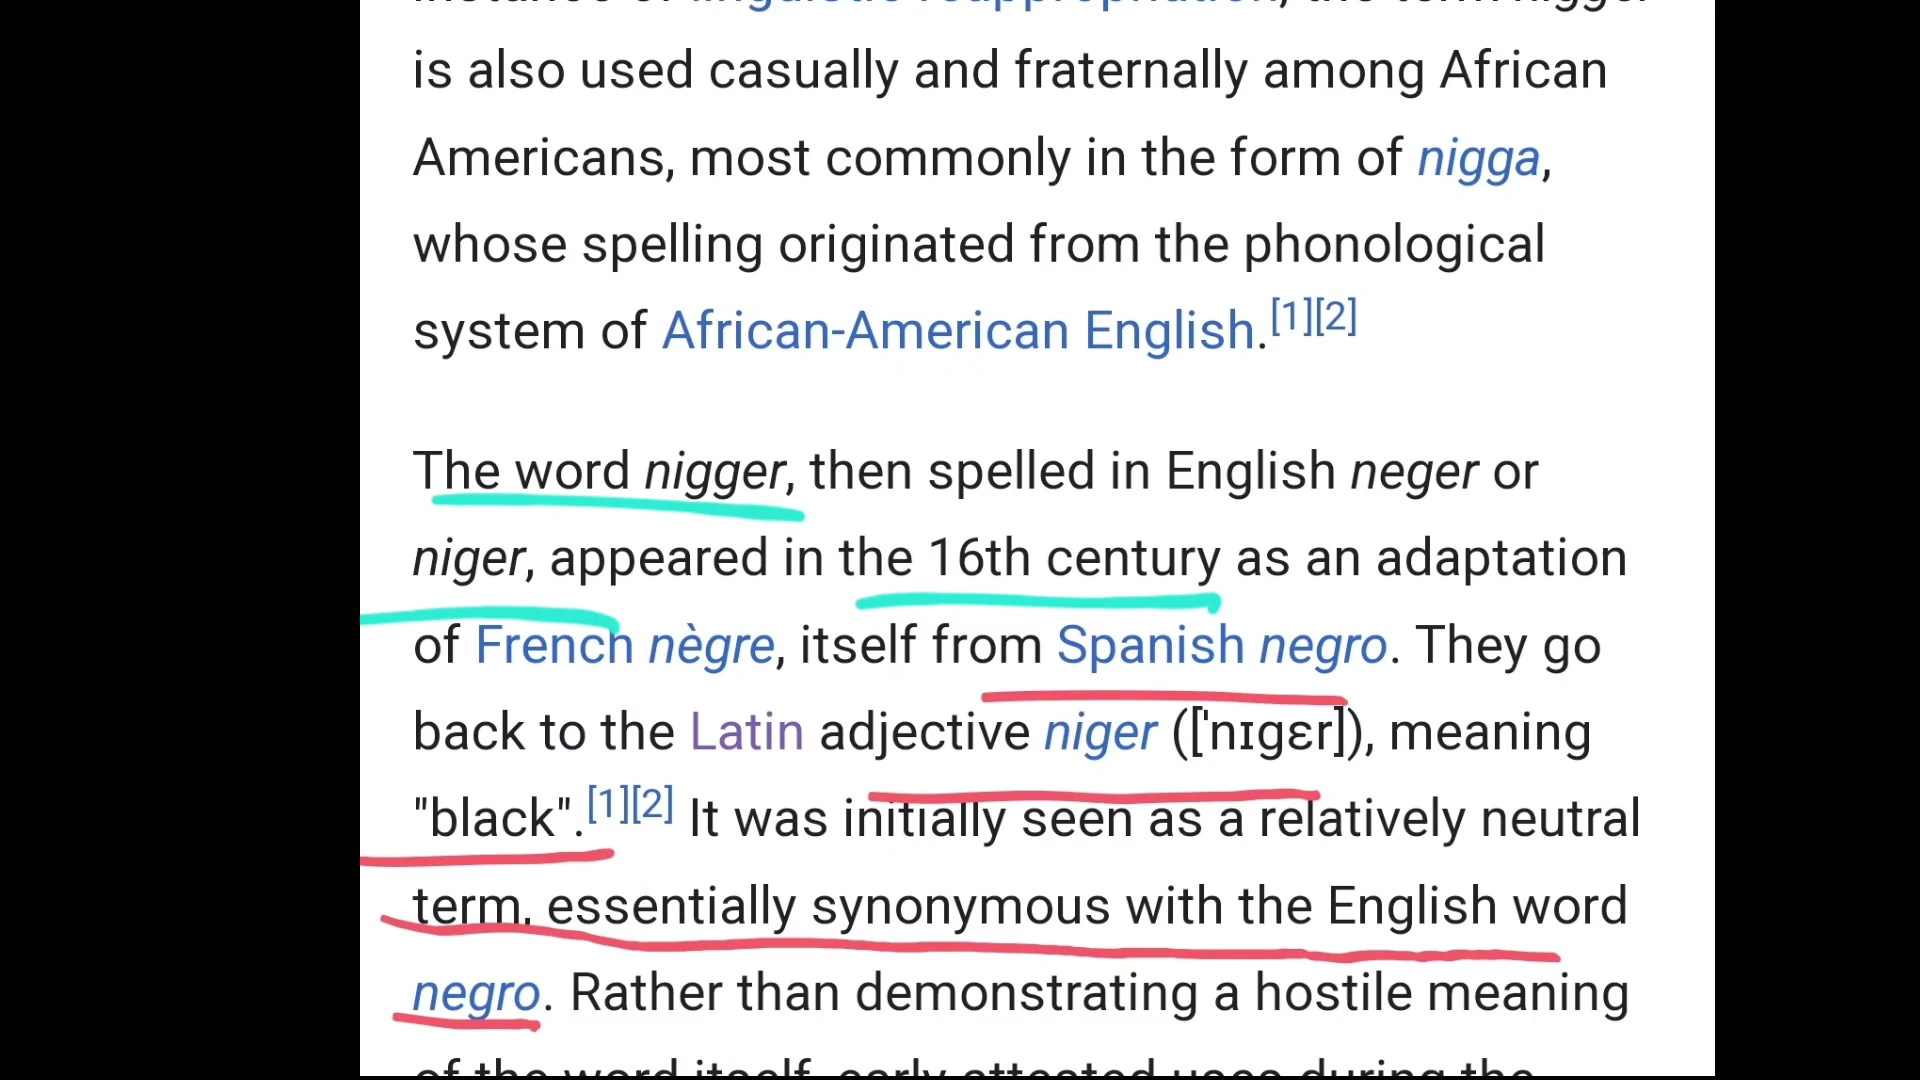 is also used casually and fraternally among African
Americans, most commonly in the form of nigga,
whose spelling originated from the phonological
system of African-American English.[1][2]
The word nigger, then spelled in English neger or
niger, appeared in the 16th century as an adaptation
of French nègre, itself from Spanish negro. They go
back to the Latin adjective niger (['nɪgɛr]), meaning
"black".[1][2] It was initially seen as a relatively neutral
term, essentially synonymous with the English word
negro. Rather than demonstrating a hostile meaning